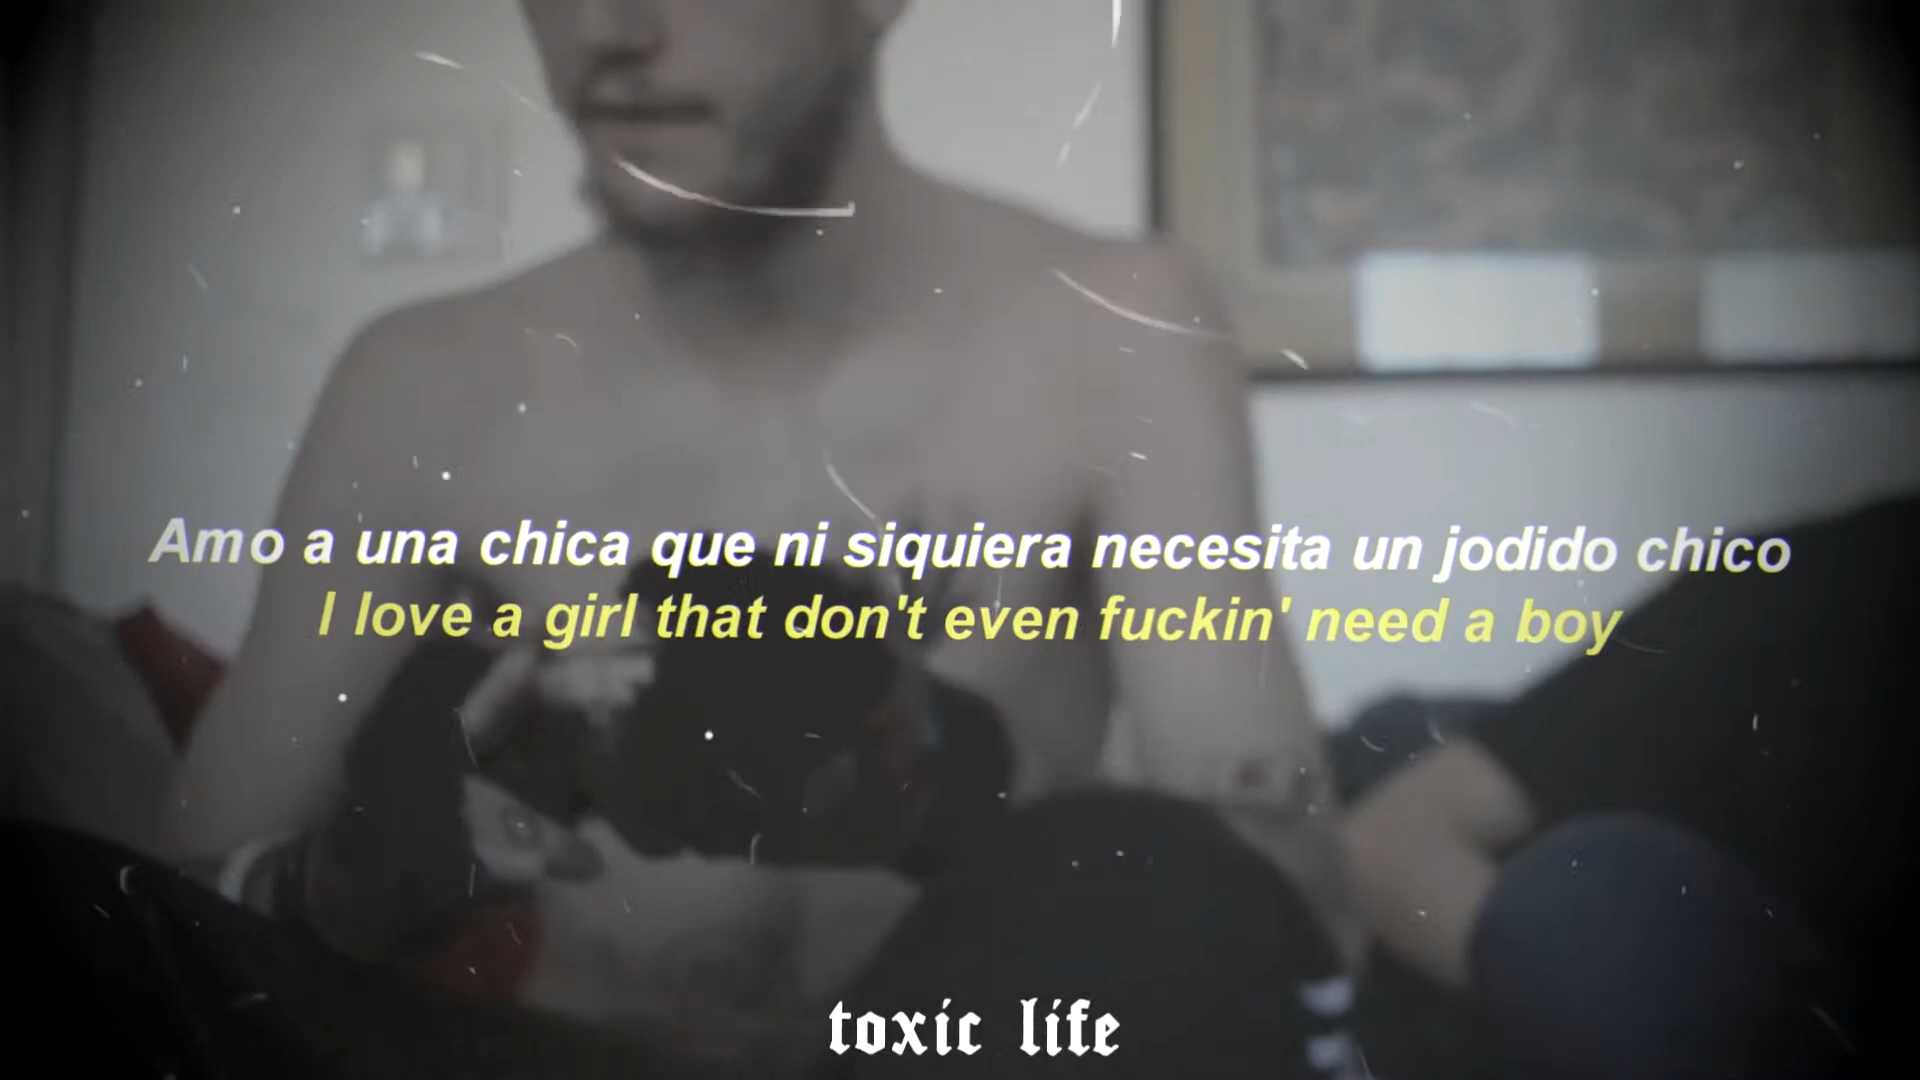 Amo a una chica que ni siquiera necesita un jodido chico
I love a girl that don't even fuckin' need a boy
toxic life